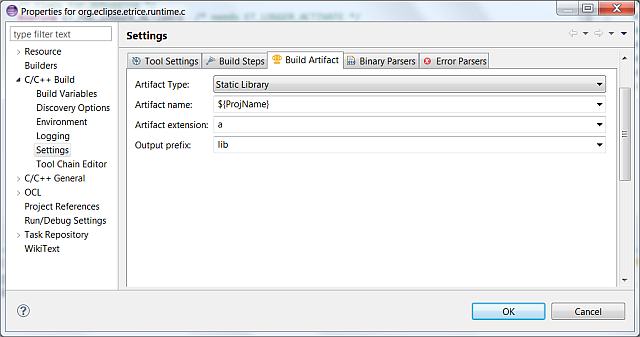 Properties for org.eclipse.etrice.runtime.c
type filter text
Settings
Resource
Builders
C/C++ Build
Build Variables
Discovery Options
Environment
Logging
Settings
Tool Chain Editor
C/C++ General
OCL
Project References
Run/Debug Settings
Task Repository
WikiText
Tool Settings Build Steps Build Artifact Binary Parsers Error Parsers
Artifact Type: Static Library
Artifact name: ${ProjName}
Artifact extension: a
Output prefix: lib
? OK Cancel